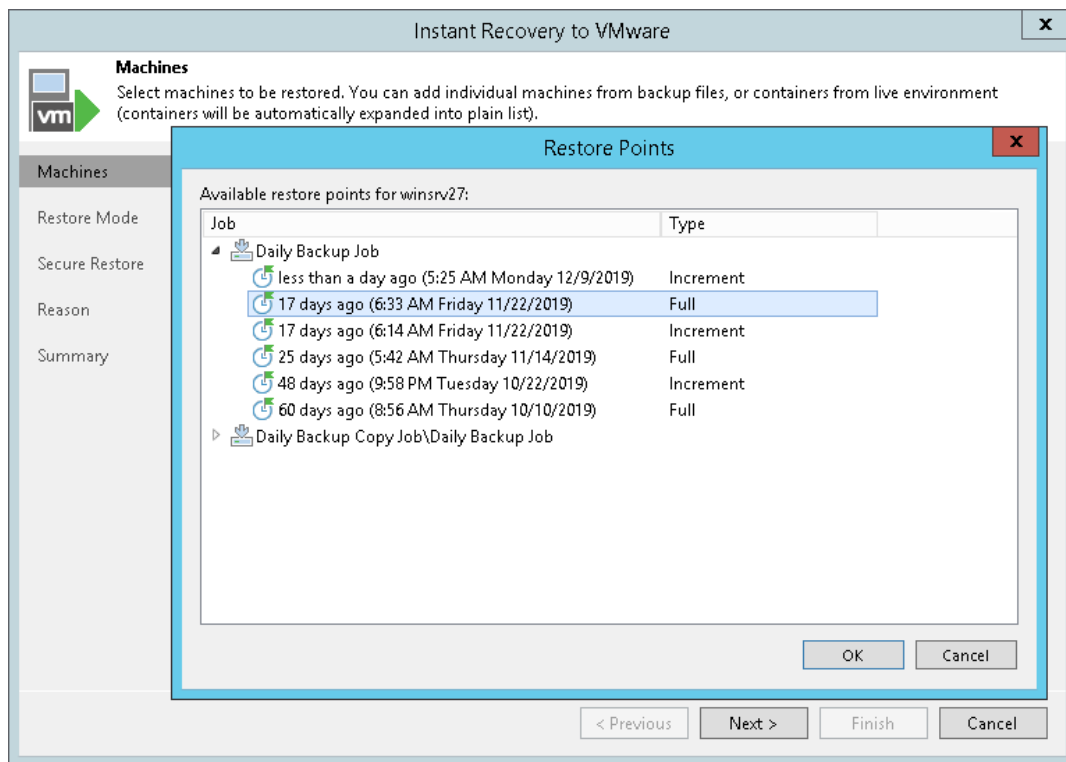 Instant Recovery to VMware
x
Machines
Select machines to be restored. You can add individual machines from backup files, or containers from live environment
(containers will be automatically expanded into plain list).
vm
Restore Points
x
Machines
Restore Mode
Secure Restore
Reason
Summary
Available restore points for winsrv27:
Job Type
Daily Backup Job
less than a day ago (5:25 AM Monday 12/9/2019) Increment
17 days ago (6:33 AM Friday 11/22/2019) Full
17 days ago (6:14 AM Friday 11/22/2019) Increment
25 days ago (5:42 AM Thursday 11/14/2019) Full
48 days ago (9:58 PM Tuesday 10/22/2019) Increment
60 days ago (8:56 AM Thursday 10/10/2019) Full
Daily Backup Copy Job\Daily Backup Job
OK Cancel
< Previous Next > Finish Cancel